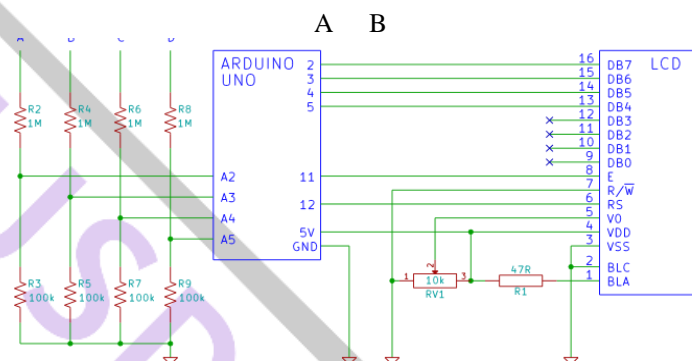 A B
ARDUINO UNO
2
3
4
5
11
12
5V
GND
A2
A3
A4
A5
R2 1M
R4 1M
R6 1M
R8 1M
R3 100k
R5 100k
R7 100k
R9 100k
LCD
16 DB7
15 DB6
14 DB5
13 DB4
12 DB3
11 DB2
10 DB1
9 DB0
8 E
7 R/W
6 RS
5 VO
4 VDD
3 VSS
2 BLC
1 BLA
1 10k 2 3
RV1
47R
R1